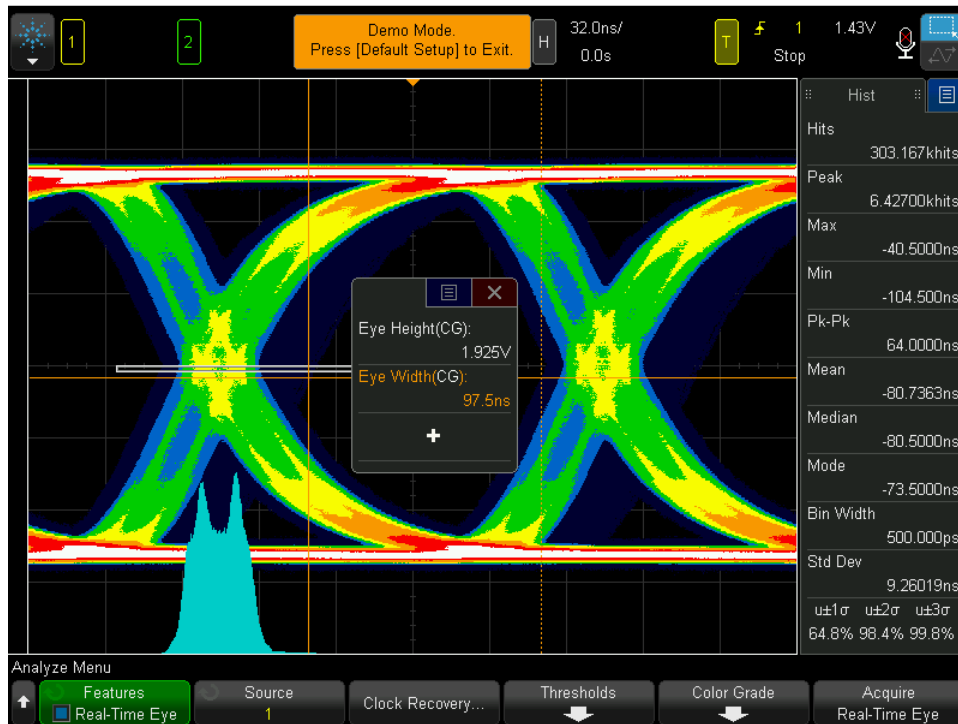 1
2
Demo Mode.
Press [Default Setup] to Exit.
H
32.0ns/
0.0s
T
1
Stop
1.43V
Hist
Hits
303.167khits
Peak
6.42700khits
Max
-40.5000ns
Min
-104.500ns
Pk-Pk
64.0000ns
Mean
-80.7363ns
Median
-80.5000ns
Mode
-73.5000ns
Bin Width
500.000ps
Std Dev
9.26019ns
u±1σ u±2σ u±3σ
64.8% 98.4% 99.8%
Eye Height(CG):
1.925V
Eye Width(CG):
97.5ns
Analyze Menu
Features
Real-Time Eye
Source
1
Clock Recovery...
Thresholds
Color Grade
Acquire
Real-Time Eye